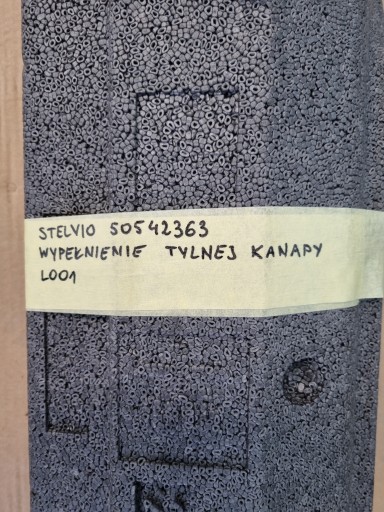 STELVIO 50542363
WYPEŁNIENIE TYLNEJ KANAPY
L001